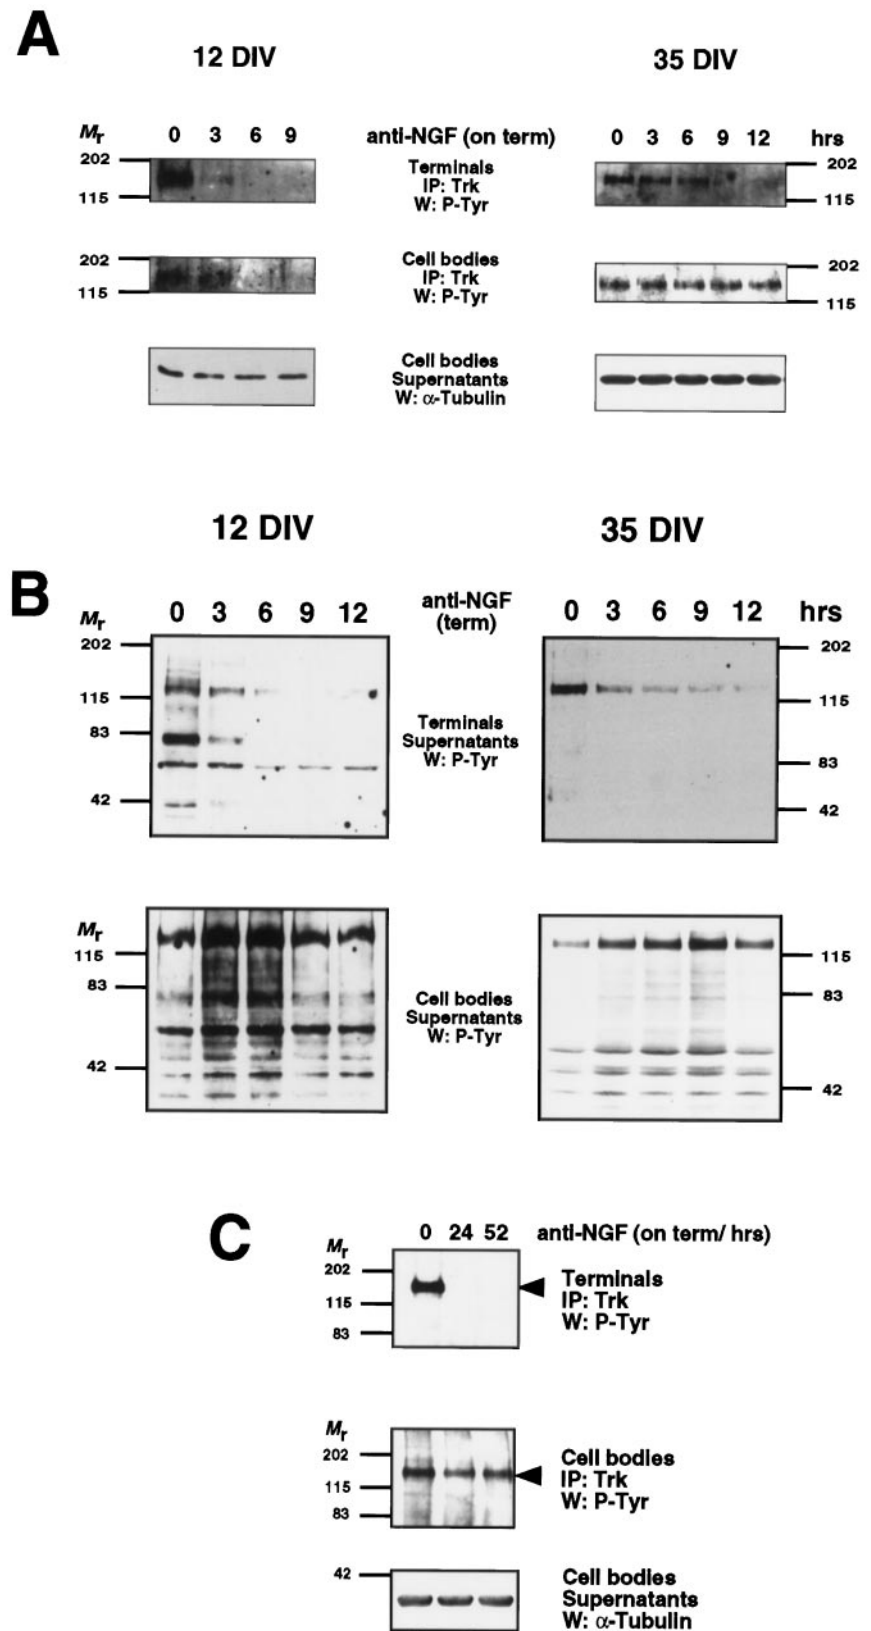 A
12 DIV
35 DIV
Mr
0 3 6 9
anti-NGF (on term)
0 3 6 9 12 hrs
202
115
Terminals
IP: Trk
W: P-Tyr
202
115
202
115
Cell bodies
IP: Trk
W: P-Tyr
202
115
Cell bodies
Supernatants
W: α-Tubulin
12 DIV
35 DIV
B
Mr
0 3 6 9 12
anti-NGF
(term)
0 3 6 9 12 hrs
202
115
83
42
Terminals
Supernatants
W: P-Tyr
202
115
83
42
Mr
115
83
42
Cell bodies
Supernatants
W: P-Tyr
115
83
42
C
0 24 52 anti-NGF (on term/ hrs)
Mr
202
115
83
Terminals
IP: Trk
W: P-Tyr
Mr
202
115
83
Cell bodies
IP: Trk
W: P-Tyr
42
Cell bodies
Supernatants
W: α-Tubulin